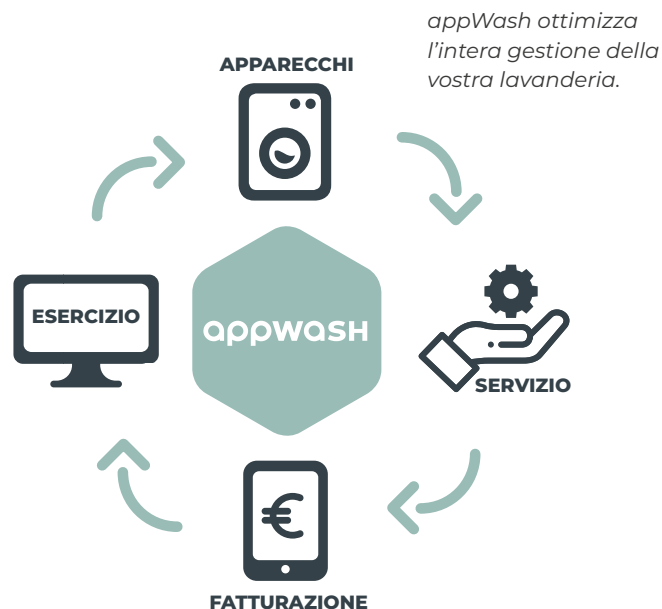 appWash ottimizza
l’intera gestione della
vostra lavanderia.
APPARECCHI
ESERCIZIO
appwash
SERVIZIO
€
FATTURAZIONE